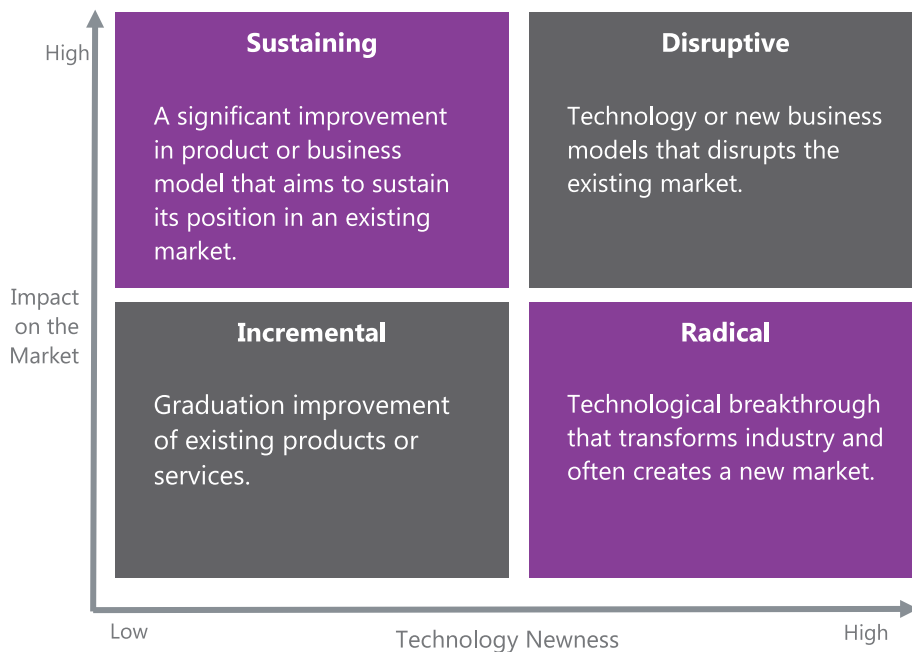 High
Sustaining
A significant improvement
in product or business
model that aims to sustain
its position in an existing
market.
Disruptive
Technology or new business
models that disrupts the
existing market.
Impact
on the
Market
Incremental
Graduation improvement
of existing products or
services.
Radical
Technological breakthrough
that transforms industry and
often creates a new market.
Low
Technology Newness
High